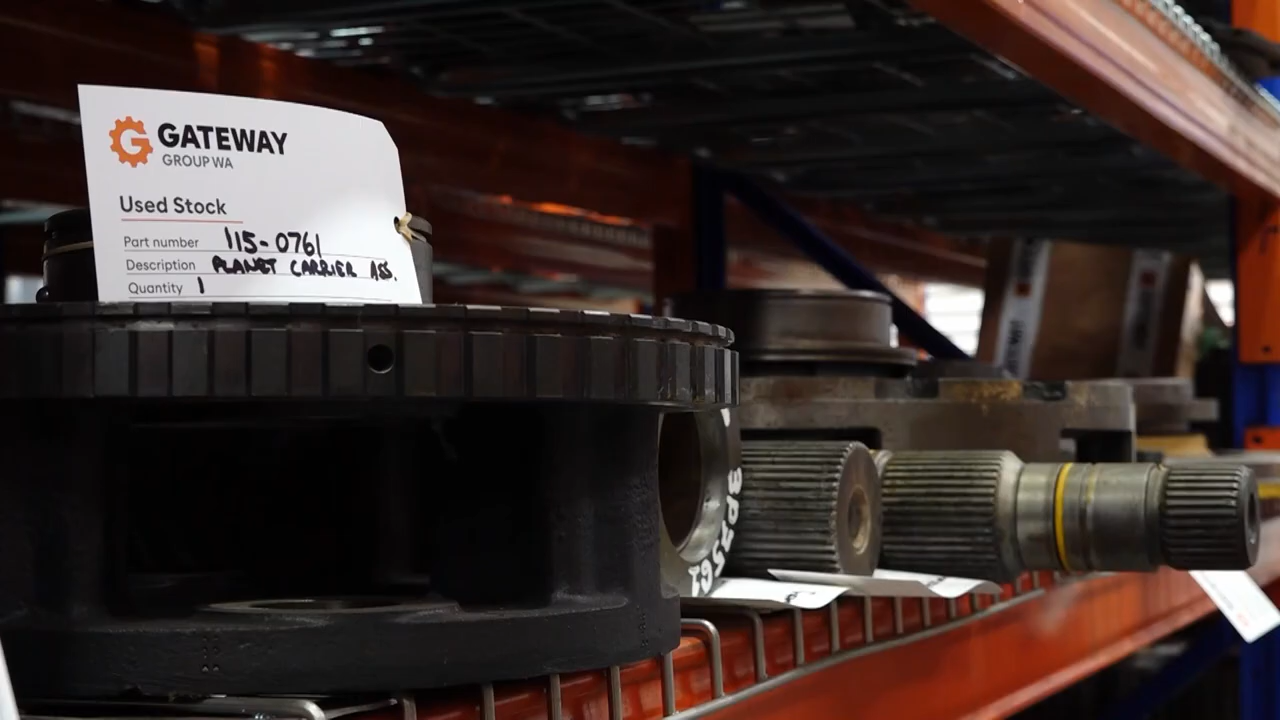 GATEWAY
GROUP WA
Used Stock
Part number 115-0761
Description PLANET CARRIER ASS.
Quantity 1